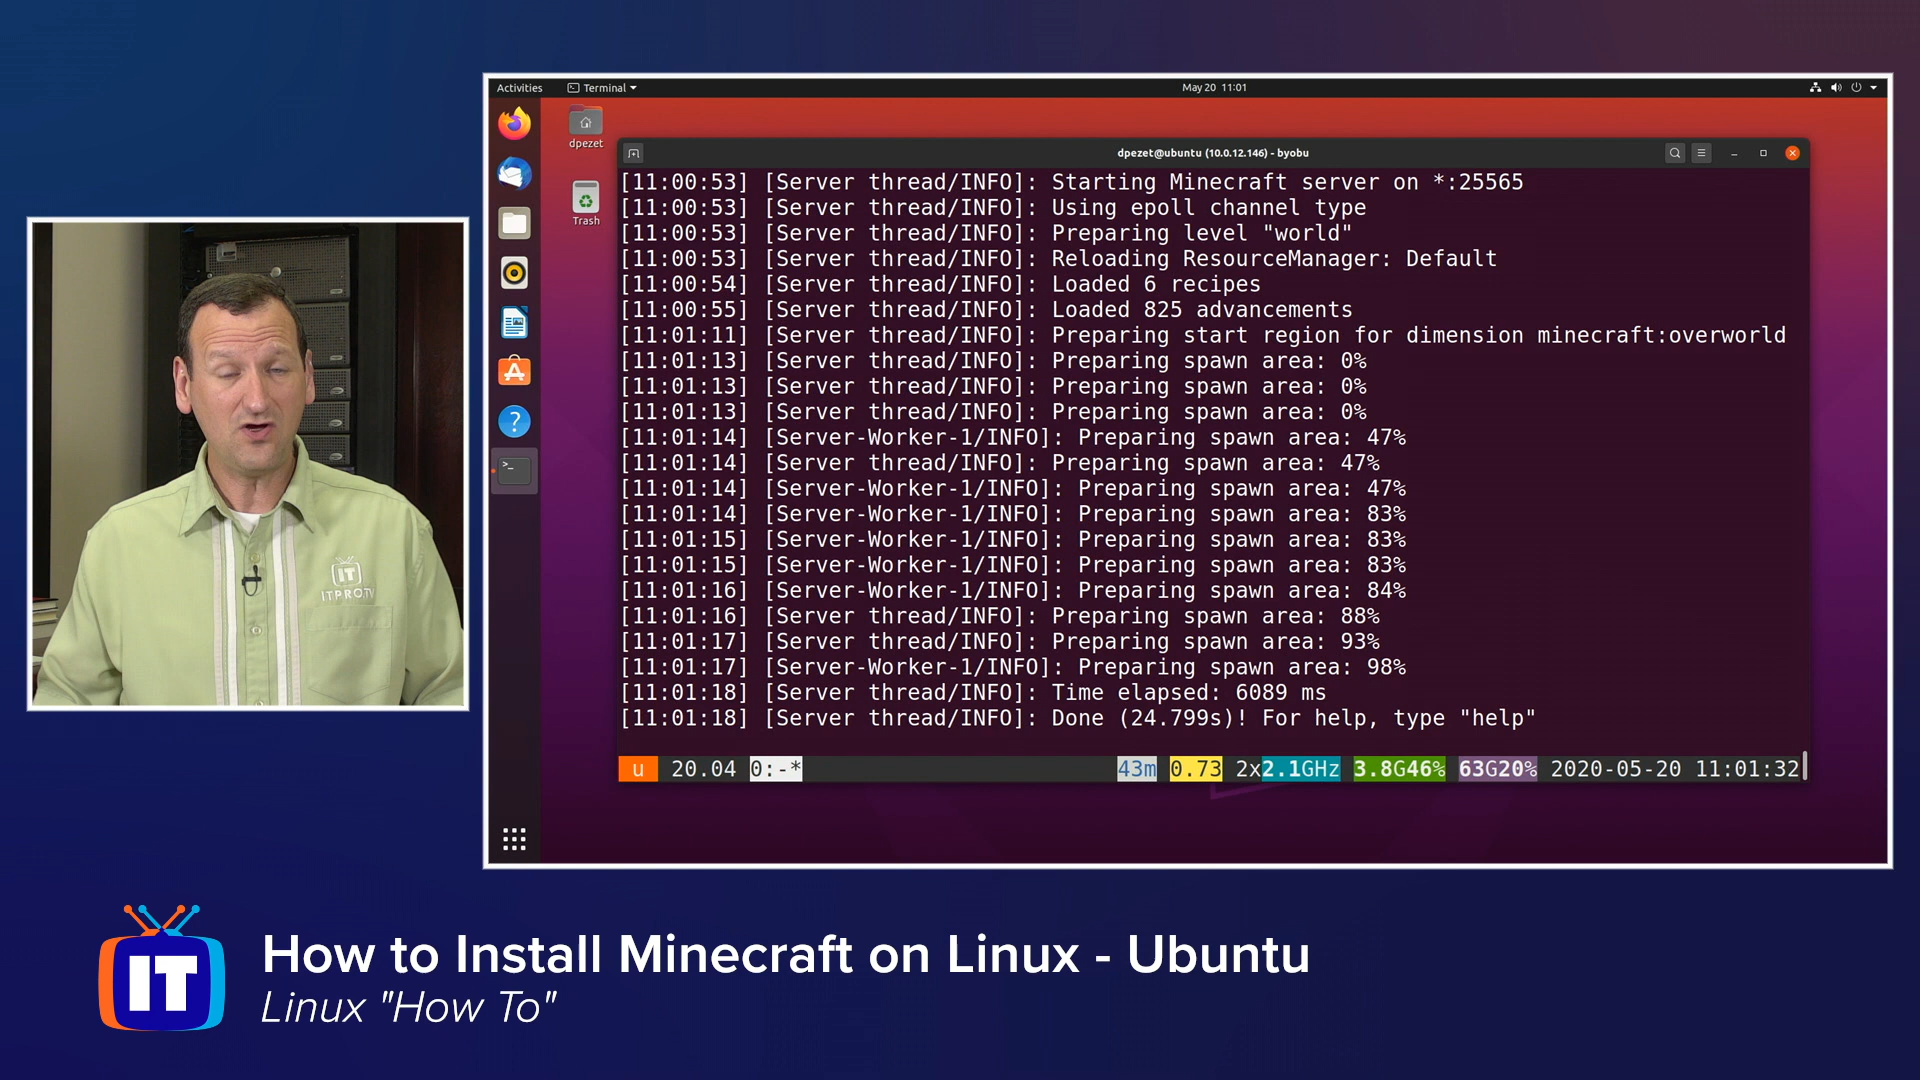 Activities
Terminal
May 20 11:01
dpezet
Trash
dpezet@ubuntu (10.0.12.146) - byobu
[11:00:53] [Server thread/INFO]: Starting Minecraft server on *:25565
[11:00:53] [Server thread/INFO]: Using epoll channel type
[11:00:53] [Server thread/INFO]: Preparing level "world"
[11:00:53] [Server thread/INFO]: Reloading ResourceManager: Default
[11:00:54] [Server thread/INFO]: Loaded 6 recipes
[11:00:55] [Server thread/INFO]: Loaded 825 advancements
[11:01:11] [Server thread/INFO]: Preparing start region for dimension minecraft:overworld
[11:01:13] [Server thread/INFO]: Preparing spawn area: 0%
[11:01:13] [Server thread/INFO]: Preparing spawn area: 0%
[11:01:13] [Server thread/INFO]: Preparing spawn area: 0%
[11:01:14] [Server-Worker-1/INFO]: Preparing spawn area: 47%
[11:01:14] [Server thread/INFO]: Preparing spawn area: 47%
[11:01:14] [Server-Worker-1/INFO]: Preparing spawn area: 47%
[11:01:14] [Server-Worker-1/INFO]: Preparing spawn area: 83%
[11:01:15] [Server-Worker-1/INFO]: Preparing spawn area: 83%
[11:01:15] [Server-Worker-1/INFO]: Preparing spawn area: 83%
[11:01:16] [Server-Worker-1/INFO]: Preparing spawn area: 84%
[11:01:16] [Server thread/INFO]: Preparing spawn area: 88%
[11:01:17] [Server thread/INFO]: Preparing spawn area: 93%
[11:01:17] [Server-Worker-1/INFO]: Preparing spawn area: 98%
[11:01:18] [Server thread/INFO]: Time elapsed: 6089 ms
[11:01:18] [Server thread/INFO]: Done (24.799s)! For help, type "help"
u 20.04 0:-* 43m 0.73 2x2.1GHz 3.8G46% 63G20% 2020-05-20 11:01:32
IT
ITPRO.TV
IT
How to Install Minecraft on Linux - Ubuntu
Linux "How To"